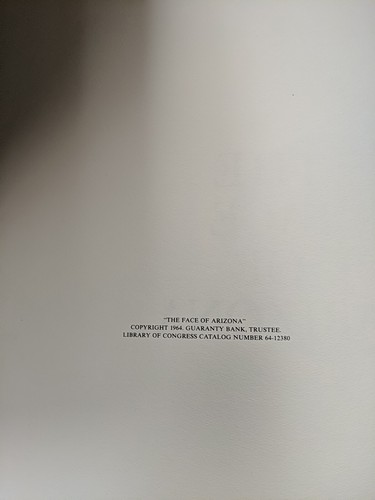 "THE FACE OF ARIZONA"
COPYRIGHT 1964. GUARANTY BANK, TRUSTEE.
LIBRARY OF CONGRESS CATALOG NUMBER 64-12380